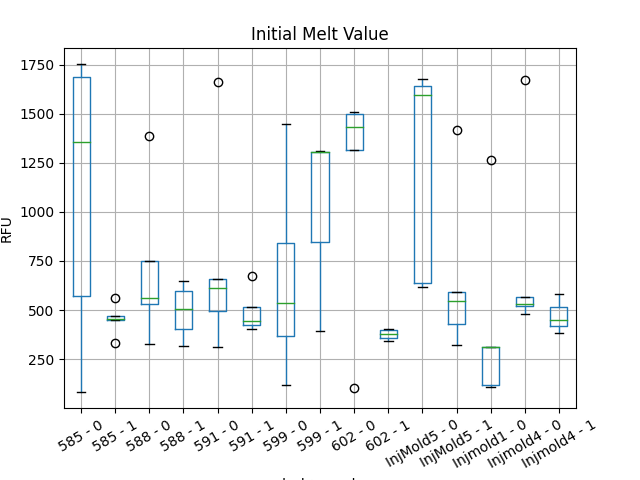 Initial Melt Value
1750
1500
1250
1000
750
500
250
RFU
585 - 0
585 - 1
588 - 0
588 - 1
591 - 0
591 - 1
599 - 0
599 - 1
602 - 0
602 - 1
InjMold5 - 0
InjMold5 - 1
Injmold1 - 0
Injmold4 - 0
Injmold4 - 1